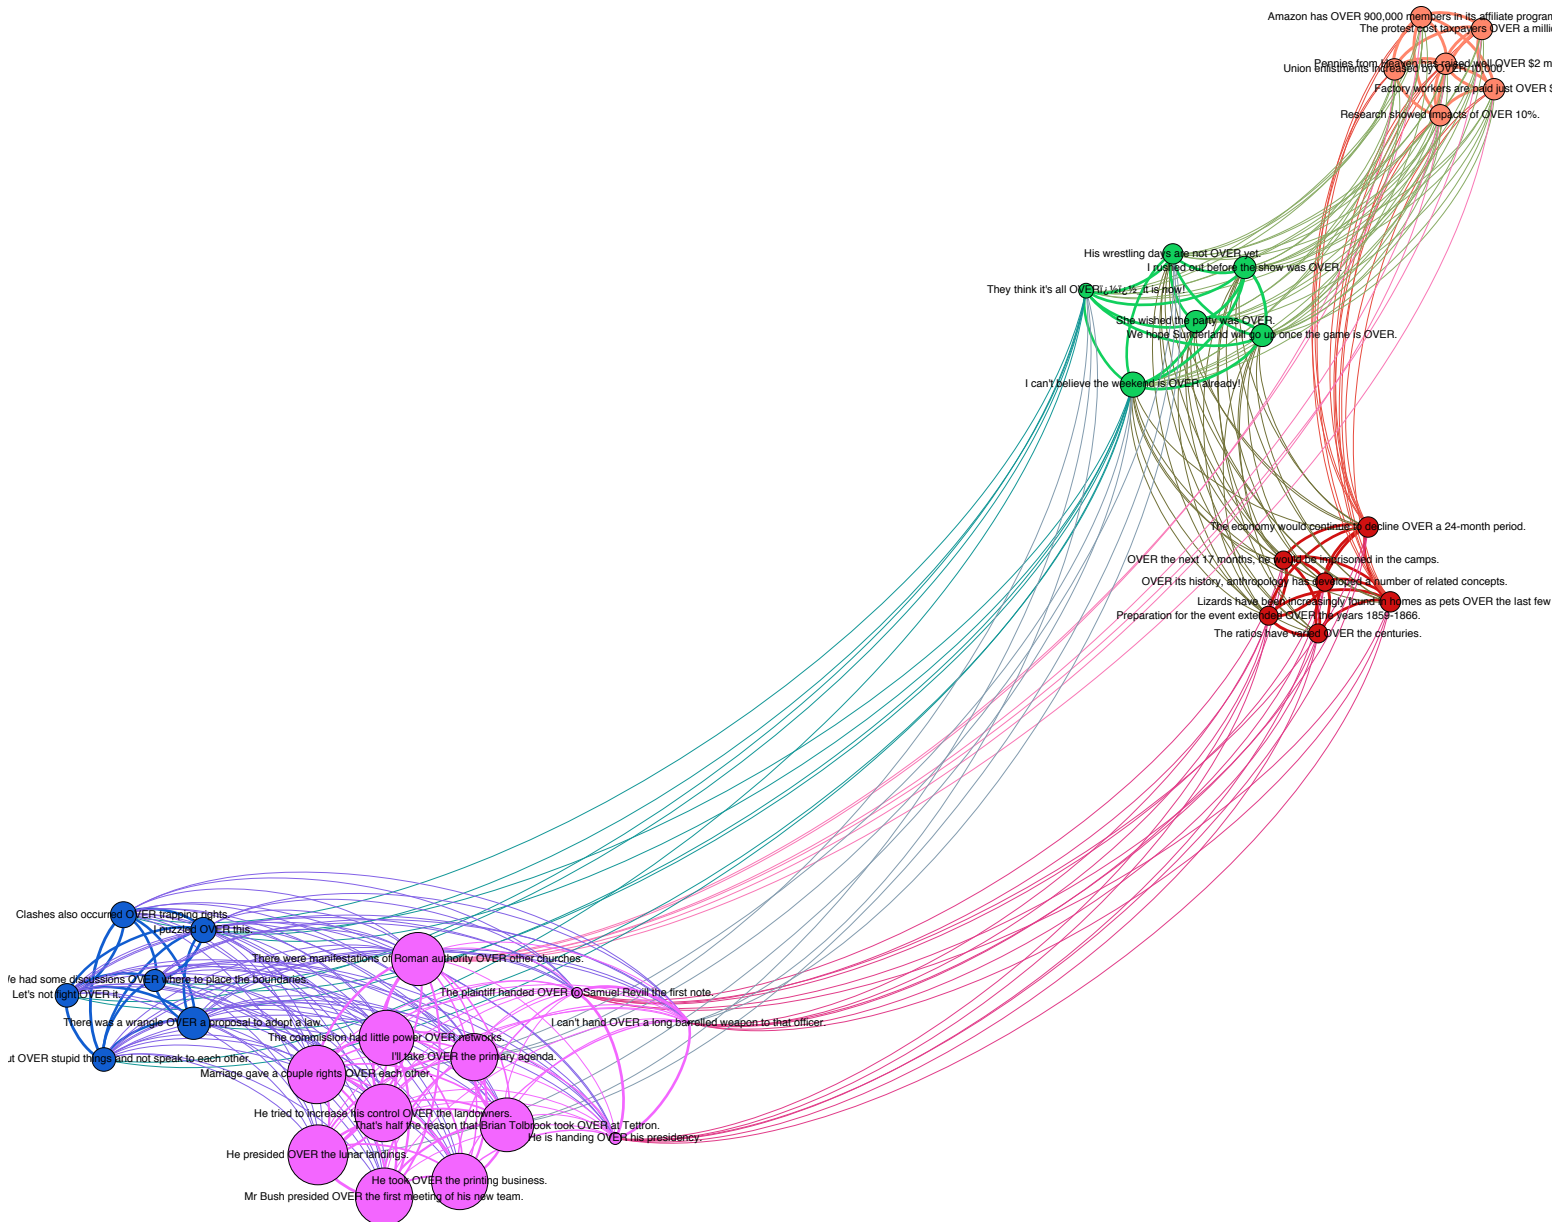 Amazon has OVER 900,000 members in its affiliate program
The protest cost taxpayers OVER a milli
Pennies from Heaven has raised well OVER $2 m
Union enlistments increased by OVER 10,000.
Factory workers are paid just OVER $
Research showed impacts of OVER 10%.
His wrestling days are not OVER yet.
I rushed out before the show was OVER.
They think it's all OVERï¿½ï¿½ it is now!
She wished the party was OVER.
We hope Sunderland will go up once the game is OVER.
I can't believe the weekend is OVER already!
The economy would continue to decline OVER a 24-month period.
OVER the next 17 months, he would be imprisoned in the camps.
OVER its history, anthropology has developed a number of related concepts.
Lizards have been increasingly found in homes as pets OVER the last few
Preparation for the event extended OVER the years 1859-1866.
The ratios have varied OVER the centuries.
Clashes also occurred OVER trapping rights.
I puzzled OVER this.
There were manifestations of Roman authority OVER other churches.
We had some discussions OVER where to place the boundaries.
Let's not fight OVER it.
The plaintiff handed OVER to Samuel Revill the first note.
There was a wrangle OVER a proposal to adopt a law.
I can't hand OVER a long barrelled weapon to that officer.
The commission had little power OVER networks.
ut OVER stupid things and not speak to each other.
I'll take OVER the primary agenda.
Marriage gave a couple rights OVER each other.
He tried to increase his control OVER the landowners.
That's half the reason that Brian Tolbrook took OVER at Tettron.
He is handing OVER his presidency.
He presided OVER the lunar landings.
He took OVER the printing business.
Mr Bush presided OVER the first meeting of his new team.